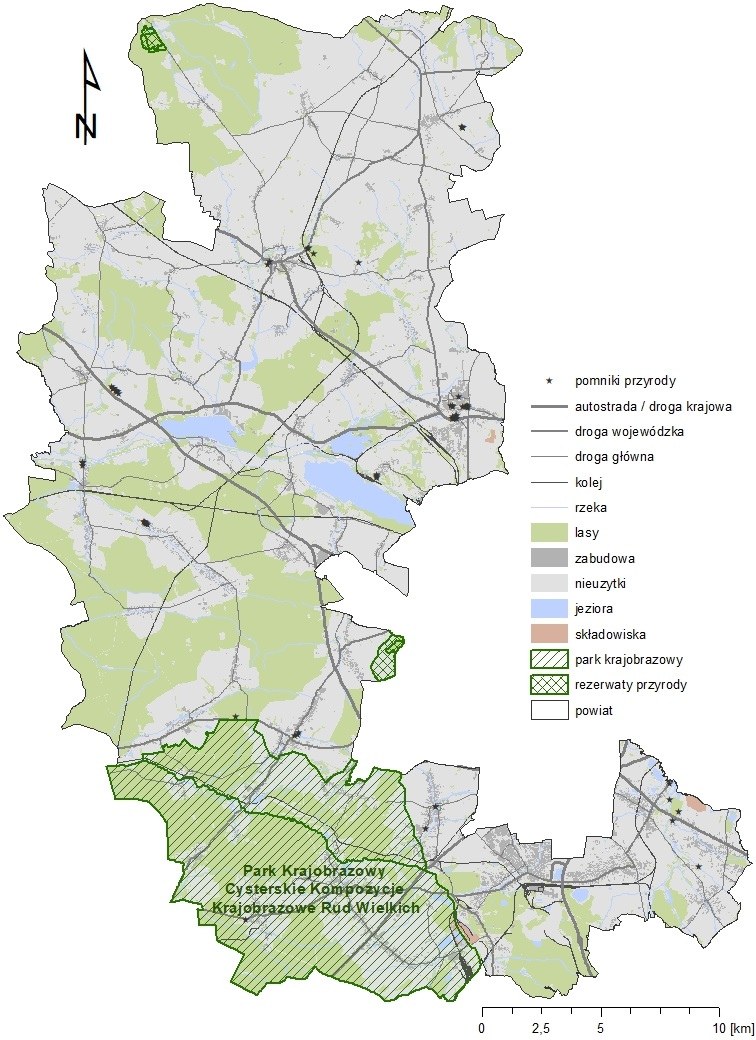 N
pomniki przyrody
autostrada / droga krajowa
droga wojewódzka
droga główna
kolej
rzeka
lasy
zabudowa
nieużytki
jeziora
składowiska
park krajobrazowy
rezerwaty przyrody
powiat
Park Krajobrazowy
Cysterskie Kompozycje
Krajobrazowe Rud Wielkich
0 2,5 5 10 [km]